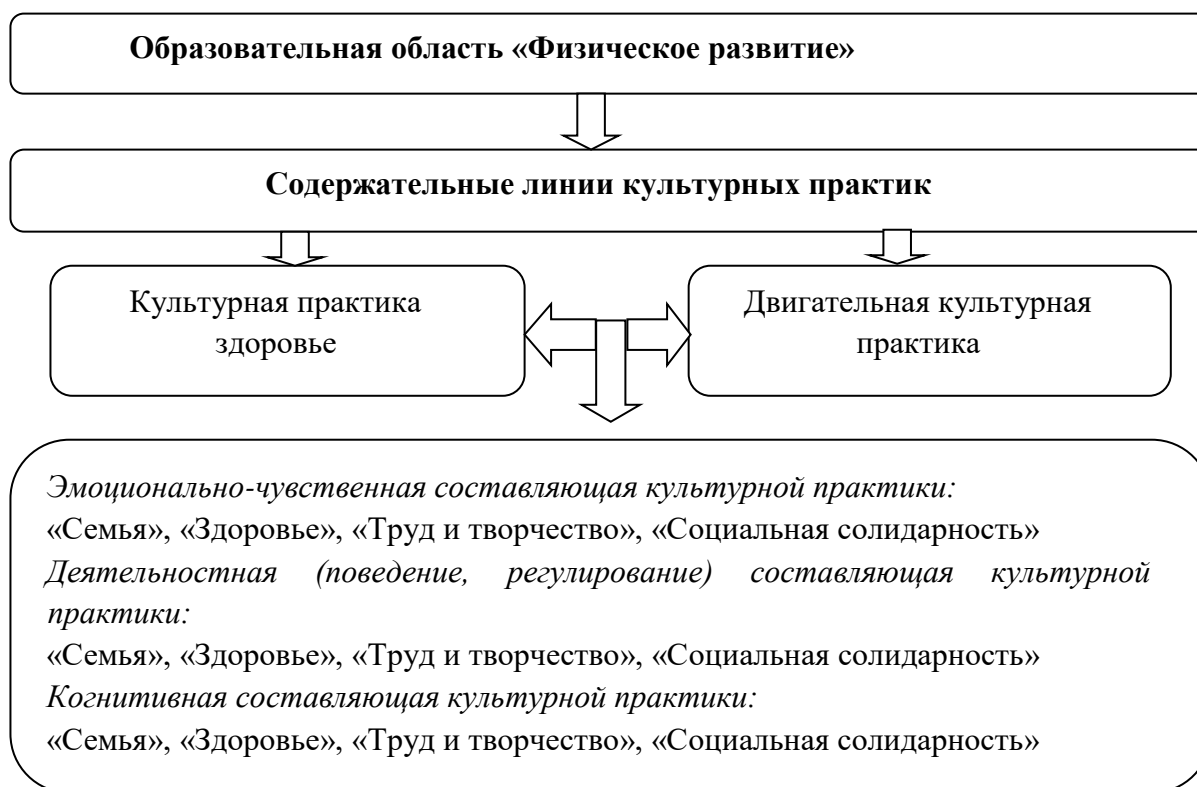 Образовательная область «Физическое развитие»
Содержательные линии культурных практик
Культурная практика
здоровье
Двигательная культурная
практика
Эмоционально-чувственная составляющая культурной практики:
«Семья», «Здоровье», «Труд и творчество», «Социальная солидарность»
Деятельностная (поведение, регулирование) составляющая культурной
практики:
«Семья», «Здоровье», «Труд и творчество», «Социальная солидарность»
Когнитивная составляющая культурной практики:
«Семья», «Здоровье», «Труд и творчество», «Социальная солидарность»